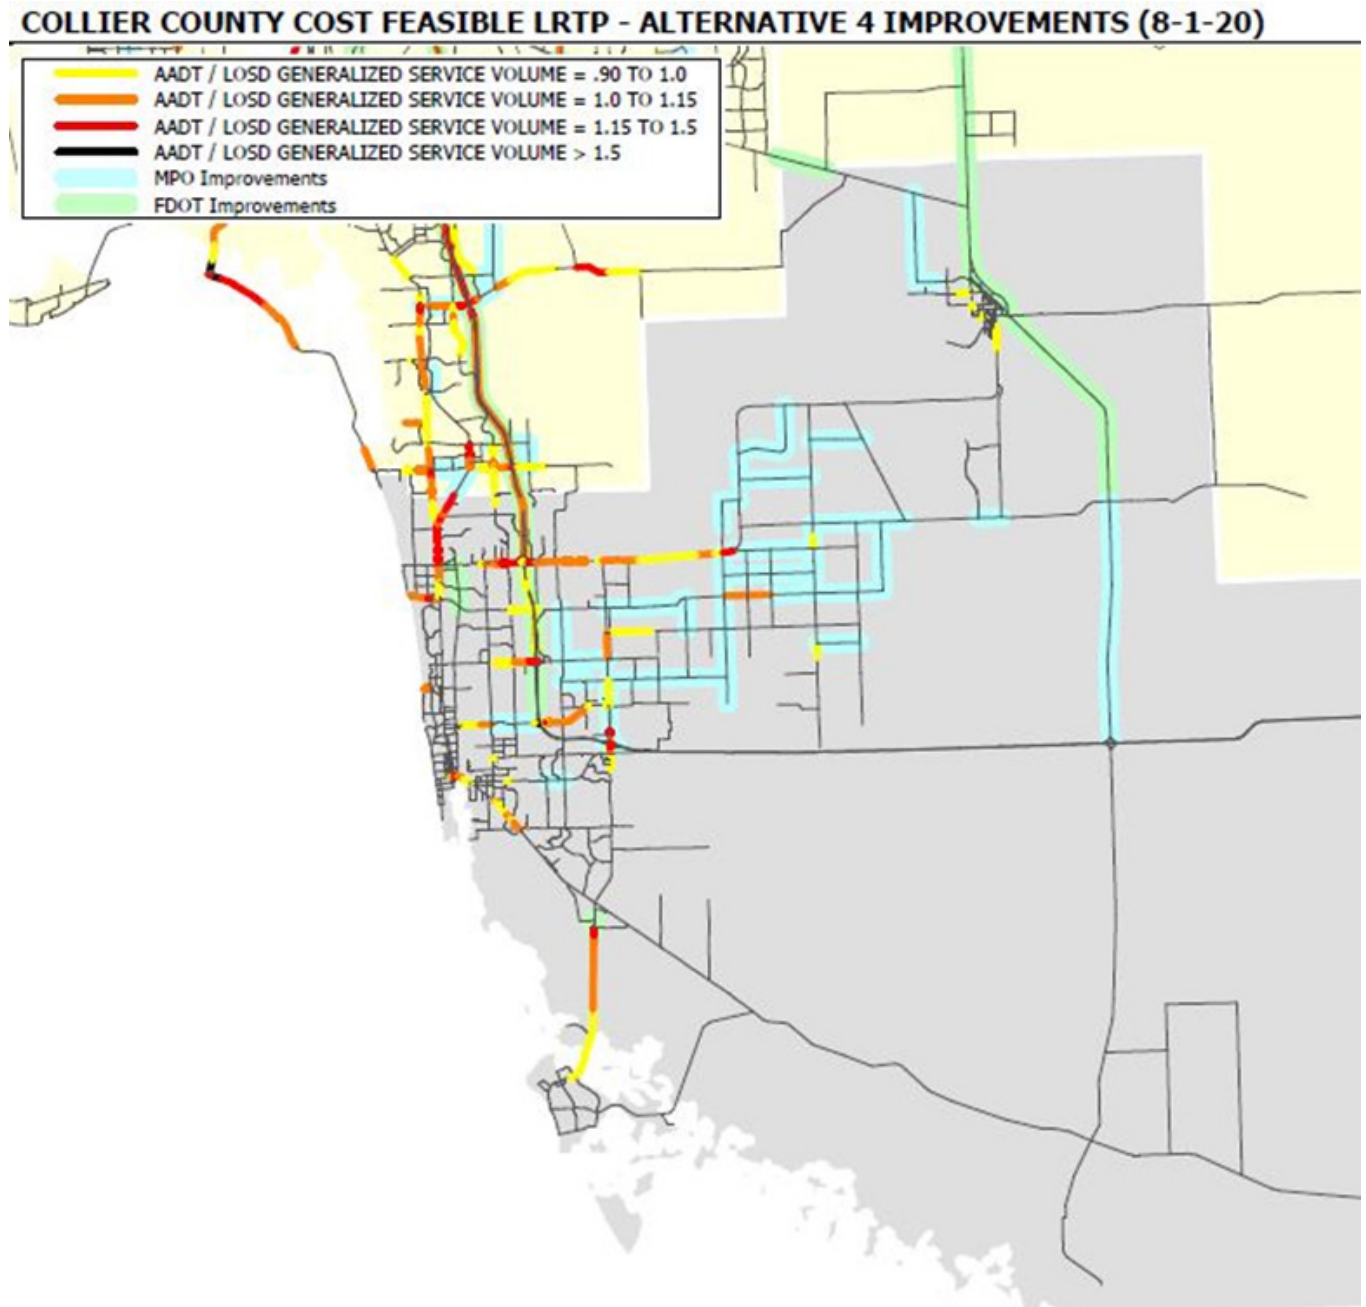 COLLIER COUNTY COST FEASIBLE LRTP - ALTERNATIVE 4 IMPROVEMENTS (8-1-20)
AADT / LOSD GENERALIZED SERVICE VOLUME = .90 TO 1.0
AADT / LOSD GENERALIZED SERVICE VOLUME = 1.0 TO 1.15
AADT / LOSD GENERALIZED SERVICE VOLUME = 1.15 TO 1.5
AADT / LOSD GENERALIZED SERVICE VOLUME > 1.5
MPO Improvements
FDOT Improvements